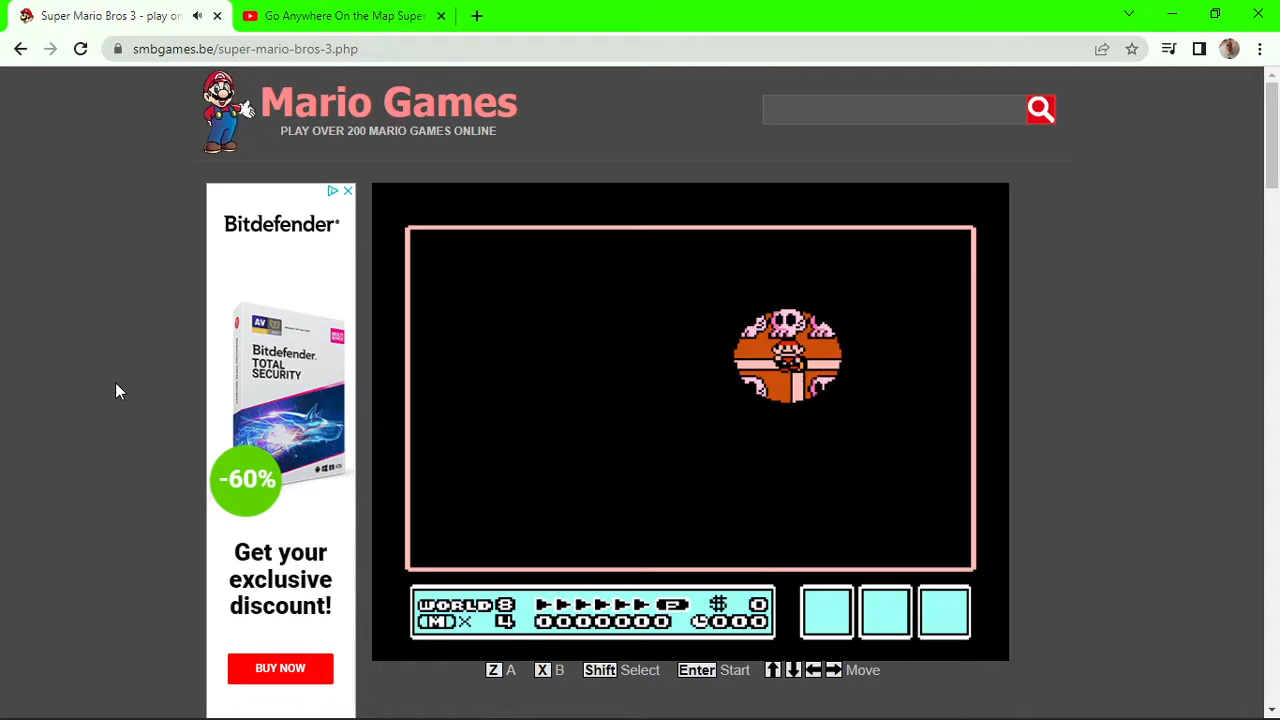 Super Mario Bros 3 - play on
Go Anywhere On the Map Super
smbgames.be/super-mario-bros-3.php
Mario Games
PLAY OVER 200 MARIO GAMES ONLINE
Bitdefender
AV
Bitdefender
TOTAL
SECURITY
-60%
Get your
exclusive
discount!
BUY NOW
WORLD 8 P $ 0
M x 4 0000000 000
Z A X B Shift Select Enter Start Move